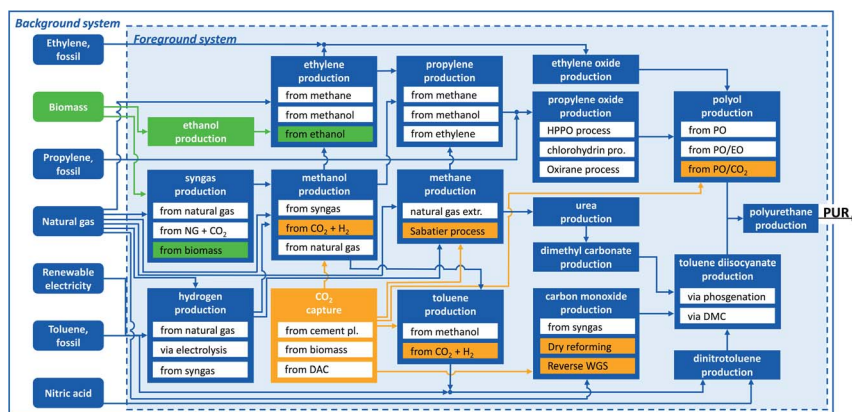 Background system
Foreground system
Ethylene,
fossil
Biomass
Propylene,
fossil
Natural gas
Renewable
electricity
Toluene,
fossil
Nitric acid
ethanol
production
syngas
production
from natural gas
from NG + CO₂
from biomass
hydrogen
production
from natural gas
via electrolysis
from syngas
ethylene
production
from methane
from methanol
from ethanol
methanol
production
from syngas
from CO₂ + H₂
from natural gas
CO₂
capture
from cement pl.
from biomass
from DAC
propylene
production
from methane
from methanol
from ethylene
methane
production
natural gas extr.
Sabatier process
toluene
production
from methanol
from CO₂ + H₂
ethylene oxide
production
propylene oxide
production
HPPO process
chlorohydrin pro.
Oxirane process
urea
production
dimethyl carbonate
production
carbon monoxide
production
from syngas
Dry reforming
Reverse WGS
polyol
production
from PO
from PO/EO
from PO/CO₂
polyurethane
production
PUR
toluene diisocyanate
production
via phosgenation
via DMC
dinitrotoluene
production